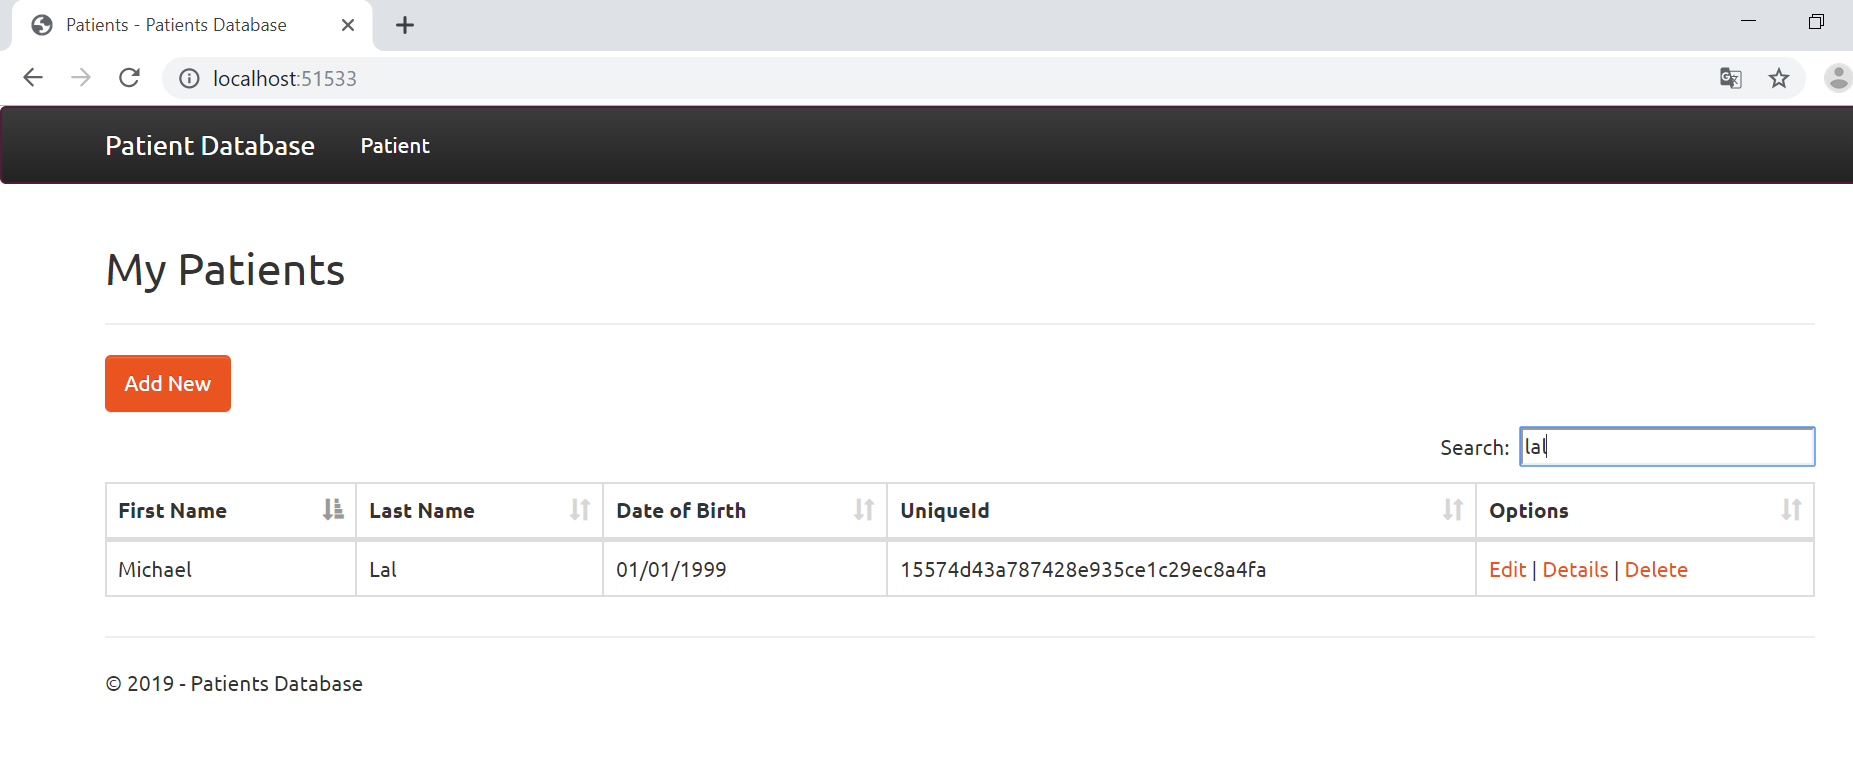 Patients - Patients Database
localhost:51533
Patient Database Patient
My Patients
Add New
Search: lal
First Name Last Name Date of Birth UniqueId Options
Michael Lal 01/01/1999 15574d43a787428e935ce1c29ec8a4fa Edit | Details | Delete
© 2019 - Patients Database